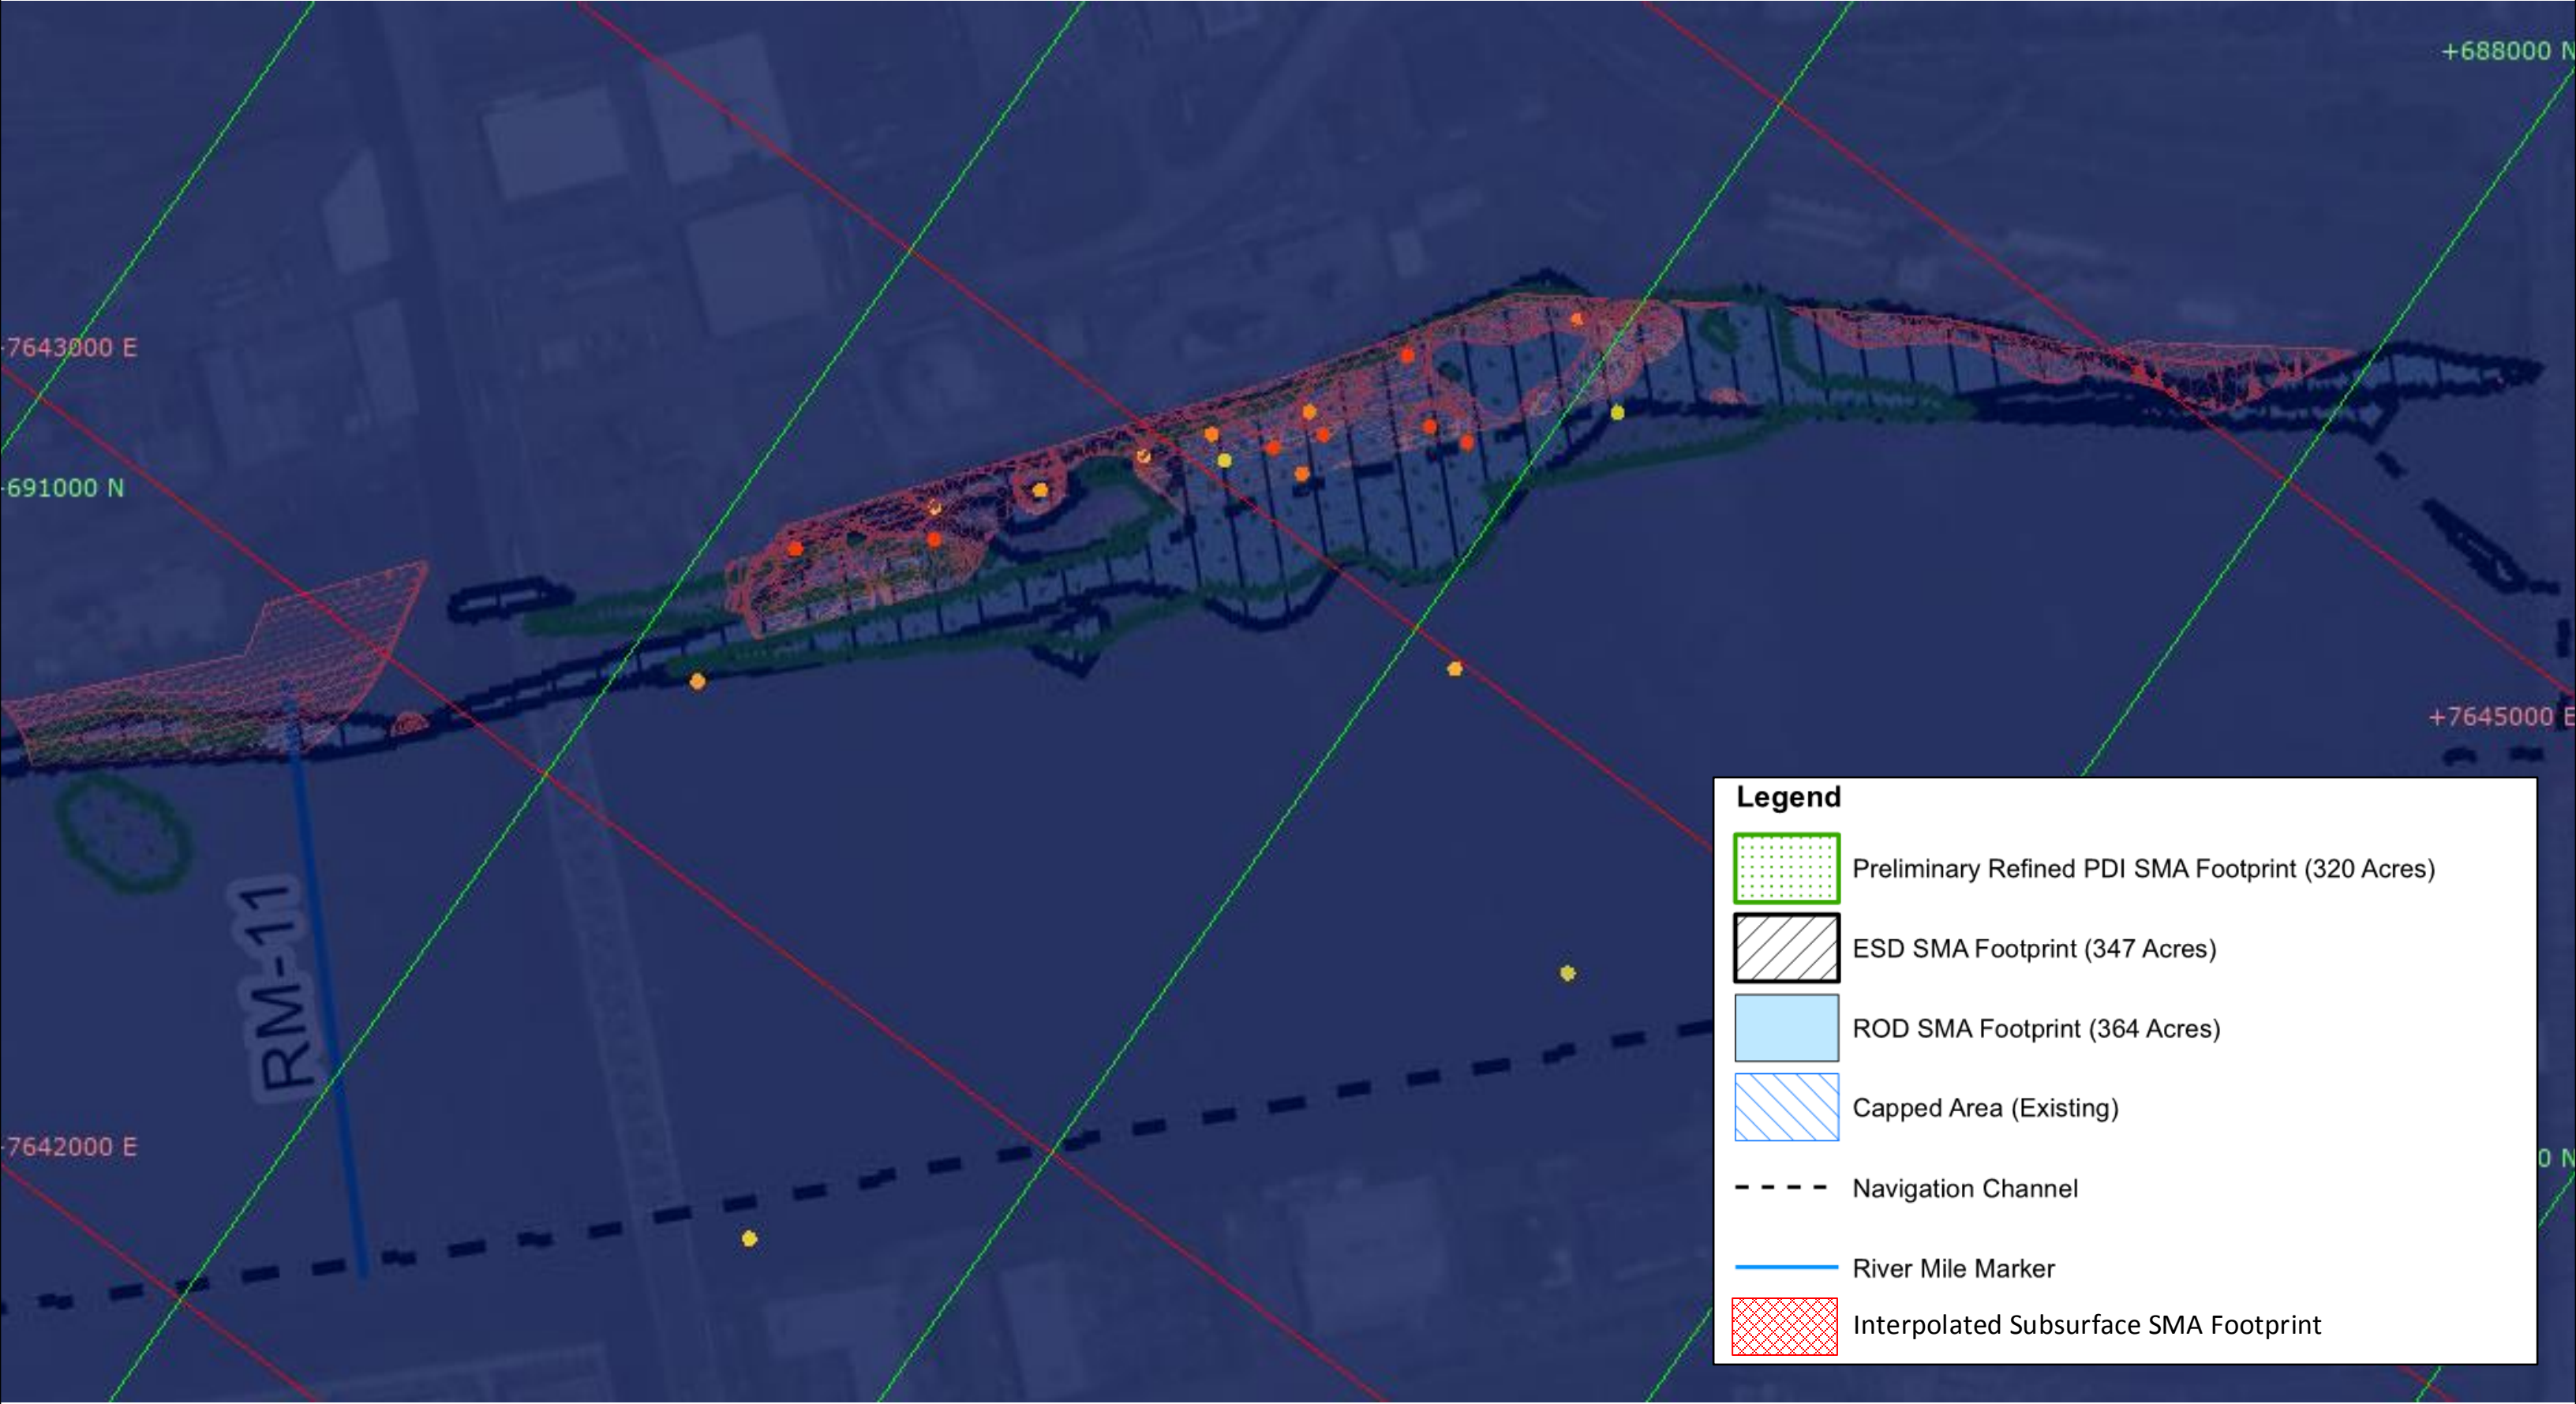 +688000 N
-7643000 E
-691000 N
+7645000 E
RM-11
-7642000 E
0 N
Legend
Preliminary Refined PDI SMA Footprint (320 Acres)
ESD SMA Footprint (347 Acres)
ROD SMA Footprint (364 Acres)
Capped Area (Existing)
Navigation Channel
River Mile Marker
Interpolated Subsurface SMA Footprint